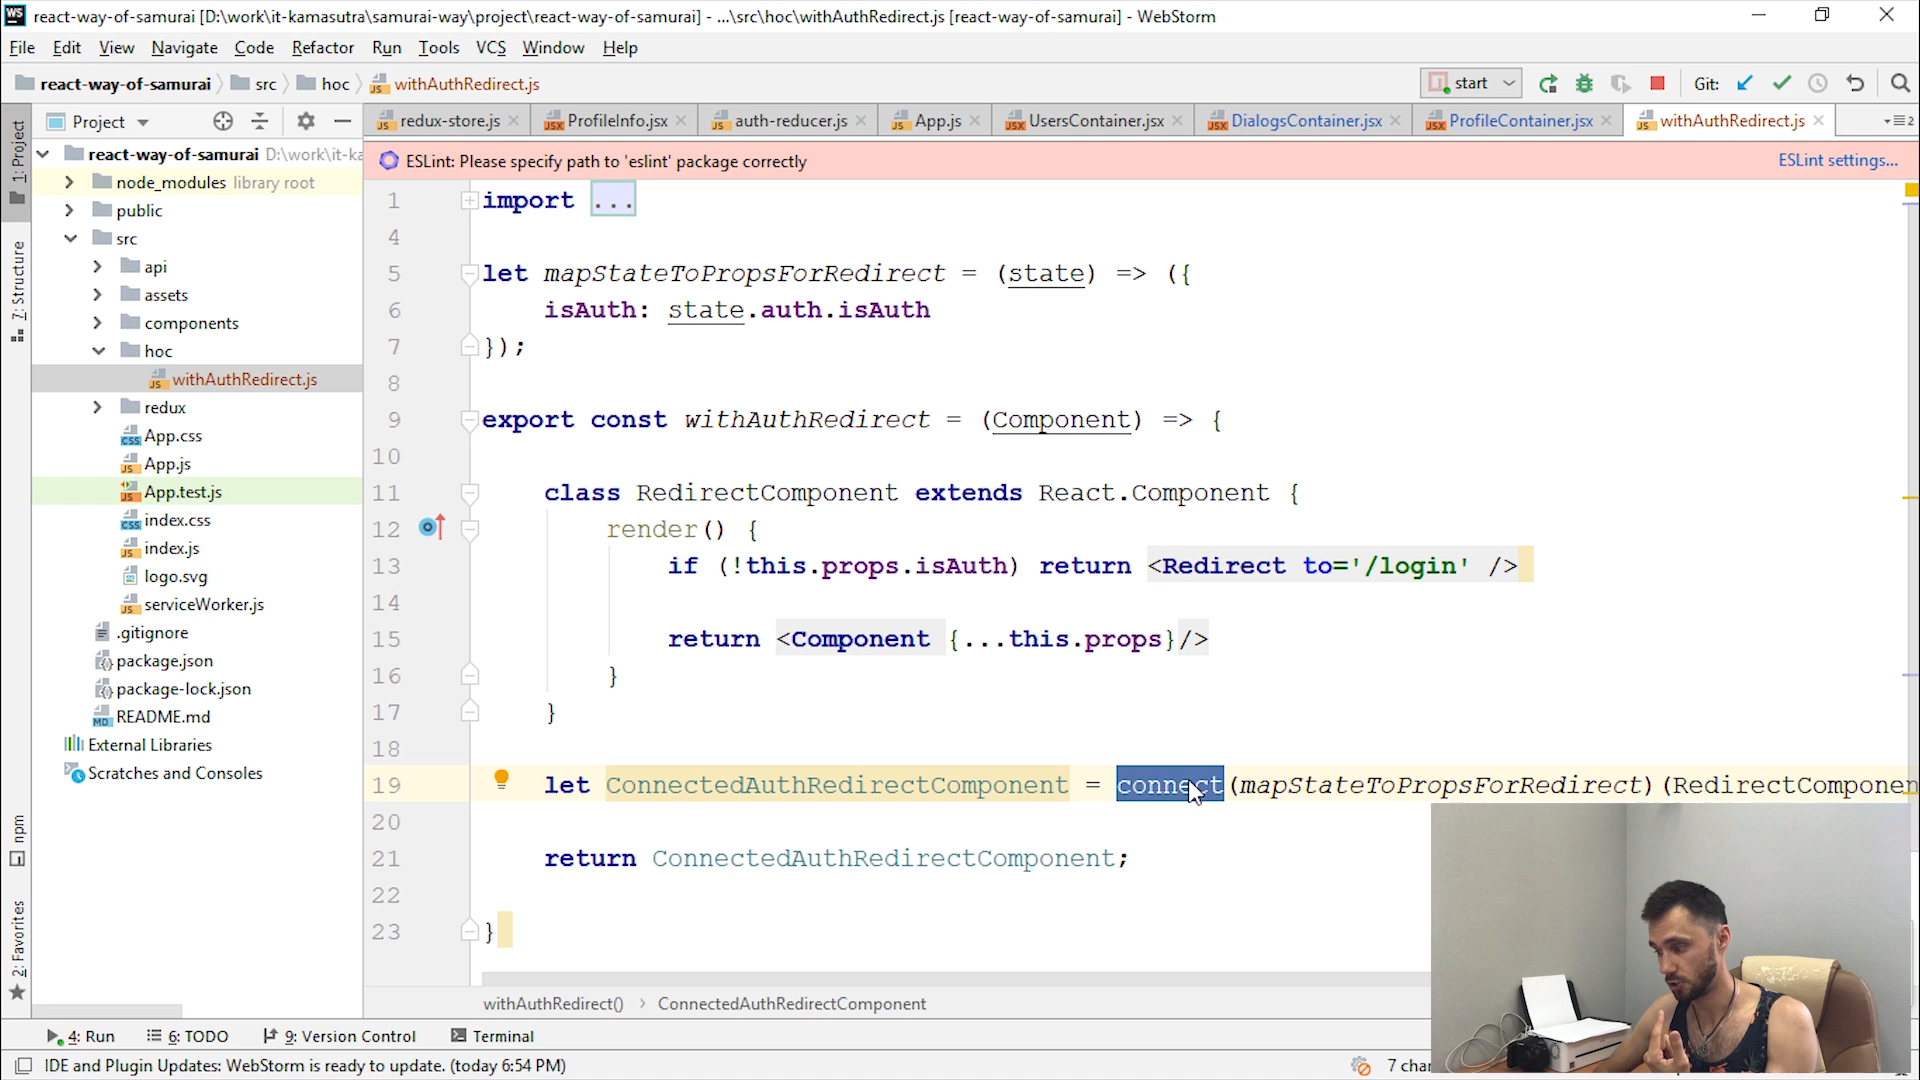 WS react-way-of-samurai [D:\work\it-kamasutra\samurai-way\project\react-way-of-samurai] - ...\src\hoc\withAuthRedirect.js [react-way-of-samurai] - WebStorm
File Edit View Navigate Code Refactor Run Tools VCS Window Help
react-way-of-samurai src hoc withAuthRedirect.js start Git:
Project redux-store.js ProfileInfo.jsx auth-reducer.js App.js UsersContainer.jsx DialogsContainer.jsx ProfileContainer.jsx withAuthRedirect.js
ESLint: Please specify path to 'eslint' package correctly ESLint settings...
1: Project
7: Structure
npm
2: Favorites
react-way-of-samurai D:\work\it-ka
node_modules library root
public
src
api
assets
components
hoc
withAuthRedirect.js
redux
App.css
App.js
App.test.js
index.css
index.js
logo.svg
serviceWorker.js
.gitignore
package.json
package-lock.json
README.md
External Libraries
Scratches and Consoles
1 import ...
4
5 let mapStateToPropsForRedirect = (state) => ({
6 isAuth: state.auth.isAuth
7 });
8
9 export const withAuthRedirect = (Component) => {
10
11 class RedirectComponent extends React.Component {
12 render() {
13 if (!this.props.isAuth) return <Redirect to='/login' />
14
15 return <Component {...this.props}/>
16 }
17 }
18
19 let ConnectedAuthRedirectComponent = connect(mapStateToPropsForRedirect)(RedirectComponen
20
21 return ConnectedAuthRedirectComponent;
22
23 }
withAuthRedirect() › ConnectedAuthRedirectComponent
4: Run 6: TODO 9: Version Control Terminal
IDE and Plugin Updates: WebStorm is ready to update. (today 6:54 PM) 7 char